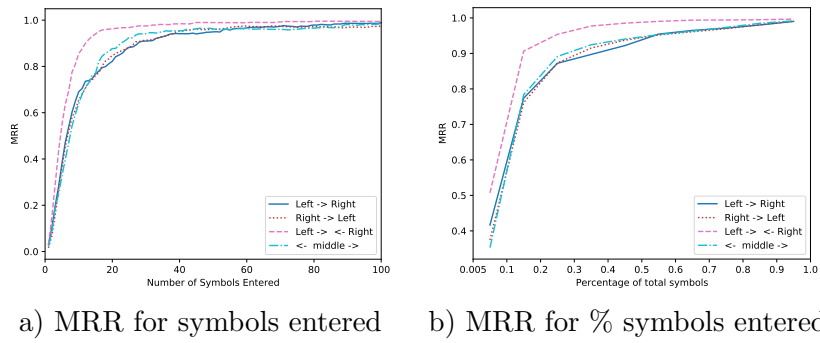 1.0
0.8
0.6
0.4
0.2
0.0
MRR
0 20 40 60 80 100
Number of Symbols Entered
Left -> Right
Right -> Left
Left -> <- Right
<- middle ->
a) MRR for symbols entered
1.0
0.9
0.8
0.7
0.6
0.5
0.4
MRR
0.005 0.1 0.2 0.3 0.4 0.5 0.6 0.7 0.8 0.9 1.0
Percentage of total symbols
Left -> Right
Right -> Left
Left -> <- Right
<- middle ->
b) MRR for % symbols entered